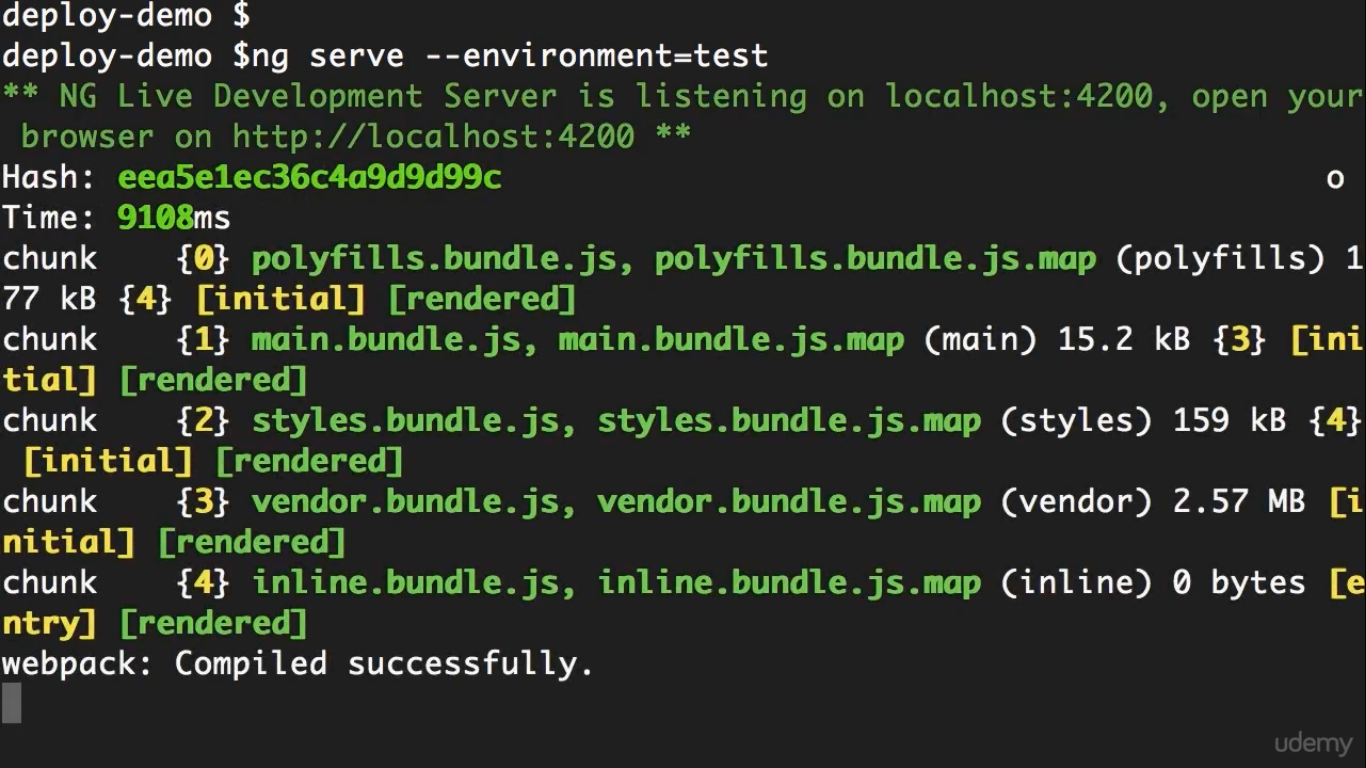 deploy-demo $
deploy-demo $ng serve --environment=test
** NG Live Development Server is listening on localhost:4200, open your
browser on http://localhost:4200 **
Hash: eea5e1ec36c4a9d9d99c o
Time: 9108ms
chunk {0} polyfills.bundle.js, polyfills.bundle.js.map (polyfills) 1
77 kB {4} [initial] [rendered]
chunk {1} main.bundle.js, main.bundle.js.map (main) 15.2 kB {3} [ini
tial] [rendered]
chunk {2} styles.bundle.js, styles.bundle.js.map (styles) 159 kB {4}
[initial] [rendered]
chunk {3} vendor.bundle.js, vendor.bundle.js.map (vendor) 2.57 MB [i
nitial] [rendered]
chunk {4} inline.bundle.js, inline.bundle.js.map (inline) 0 bytes [e
ntry] [rendered]
webpack: Compiled successfully.
udemy